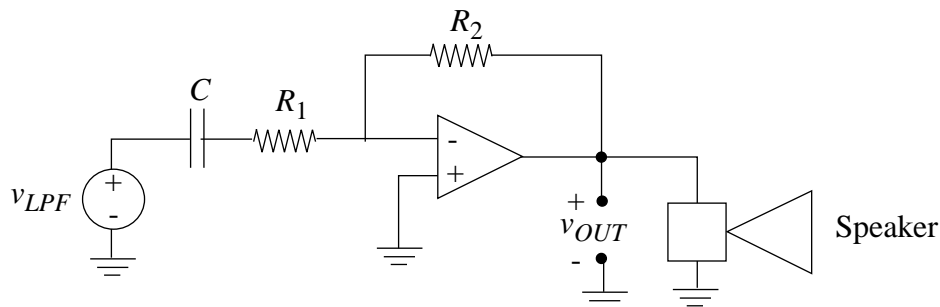 R2
C
R1
-
+
vLPF
+
-
+
vOUT
-
Speaker